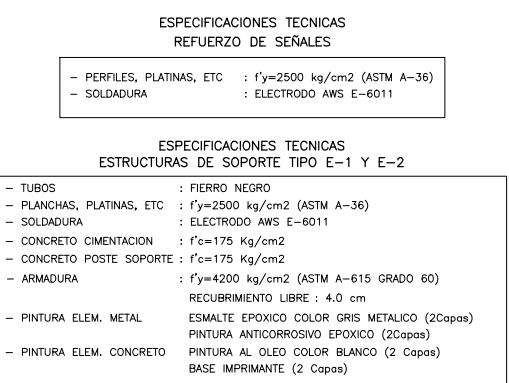 ESPECIFICACIONES TECNICAS
REFUERZO DE SEÑALES
- PERFILES, PLATINAS, ETC : f'y=2500 kg/cm2 (ASTM A-36)
- SOLDADURA : ELECTRODO AWS E-6011
ESPECIFICACIONES TECNICAS
ESTRUCTURAS DE SOPORTE TIPO E-1 Y E-2
- TUBOS : FIERRO NEGRO
- PLANCHAS, PLATINAS, ETC : f'y=2500 kg/cm2 (ASTM A-36)
- SOLDADURA : ELECTRODO AWS E-6011
- CONCRETO CIMENTACION : f'c=175 Kg/cm2
- CONCRETO POSTE SOPORTE : f'c=175 Kg/cm2
- ARMADURA : f'y=4200 kg/cm2 (ASTM A-615 GRADO 60)
RECUBRIMIENTO LIBRE : 4.0 cm
- PINTURA ELEM. METAL ESMALTE EPOXICO COLOR GRIS METALICO (2Capas)
PINTURA ANTICORROSIVO EPOXICO (2Capas)
- PINTURA ELEM. CONCRETO PINTURA AL OLEO COLOR BLANCO (2 Capas)
BASE IMPRIMANTE (2 Capas)